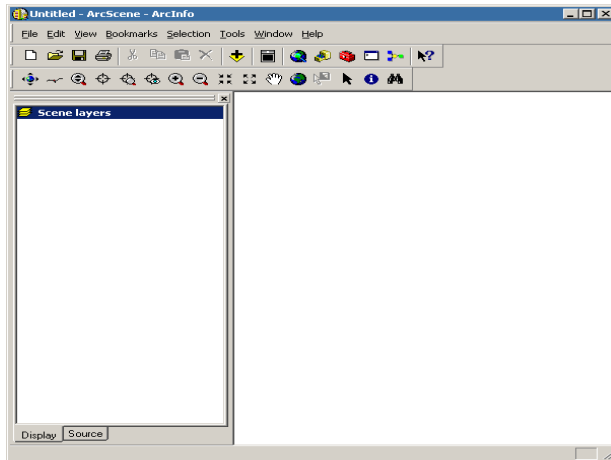 Untitled - ArcScene - ArcInfo
File Edit View Bookmarks Selection Tools Window Help
Scene layers
Display Source